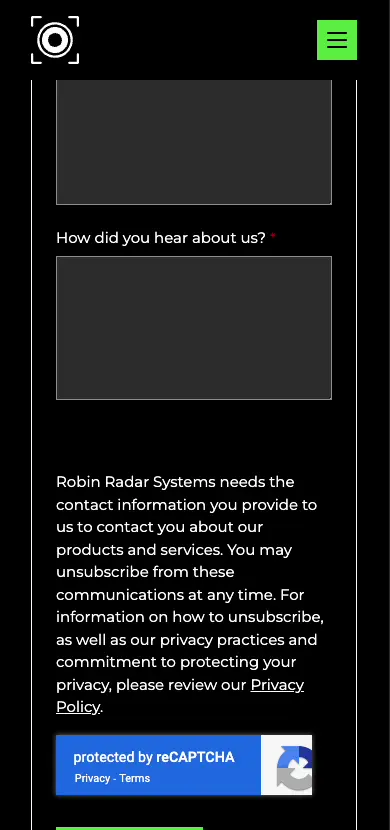 How did you hear about us? *
Robin Radar Systems needs the
contact information you provide to
us to contact you about our
products and services. You may
unsubscribe from these
communications at any time. For
information on how to unsubscribe,
as well as our privacy practices and
commitment to protecting your
privacy, please review our Privacy
Policy.
protected by reCAPTCHA
Privacy - Terms